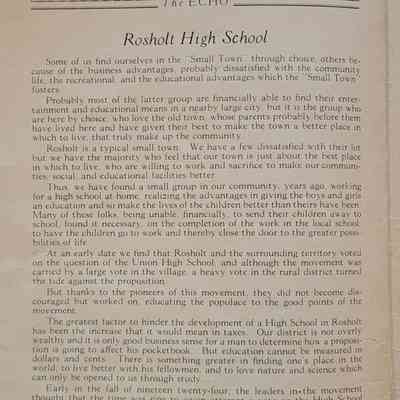 The ECHO
Rosholt High School
Some of us find ourselves in the "Small Town" through choice, others be-
cause of the business advantages, probably dissatisfied with the community
life, the recreational, and the educational advantages which the "Small Town"
fosters.
Probably most of the latter group are financially able to find their enter-
tainment and educational means in a nearby large city, but it is the group who
are here by choice, who love the old town, whose parents probably before them
have lived here and have given their best to make the town a better place in
which to live, that truly make up the community.
Rosholt is a typical small town. We have a few dissatisfied with their lot
but we have the majority who feel that our town is just about the best place
in which to live, who are willing to work and sacrifice to make our commun-
ities, social, and educational facilities better.
Thus, we have found a small group in our community, years ago, working
for a high school at home, realizing the advantages in giving the boys and girls
an education and so make the lives of the children better than theirs have been.
Many of these folks, being unable, financially, to send their children away to
school, found it necessary, on the completion of the work in the local school,
to have the children go to work and thereby close the door to the greater possi-
bilities of life.
At an early date we find that Rosholt and the surrounding territory voted
on the question of the Union High School, and although the movement was
carried by a large vote in the village, a heavy vote in the rural district turned
the tide against the proposition.
But thanks to the pioneers of this movement, they did not become dis-
couraged but worked on, educating the populace to the good points of the
movement.
The greatest factor to hinder the development of a High School in Rosholt
has been the increase that it would mean in taxes. Our district is not overly
wealthy and it is only good business sense for a man to determine how a proposi-
tion is going to affect his pocketbook. But education cannot be measured in
dollars and cents. There is something greater in finding one's place in the
world, to live better with his fellowmen, and to love nature and science which
can only be opened to us through study.
Early in the fall of nineteen twenty-four, the leaders in the movement
thought that the time was ripe to the High School